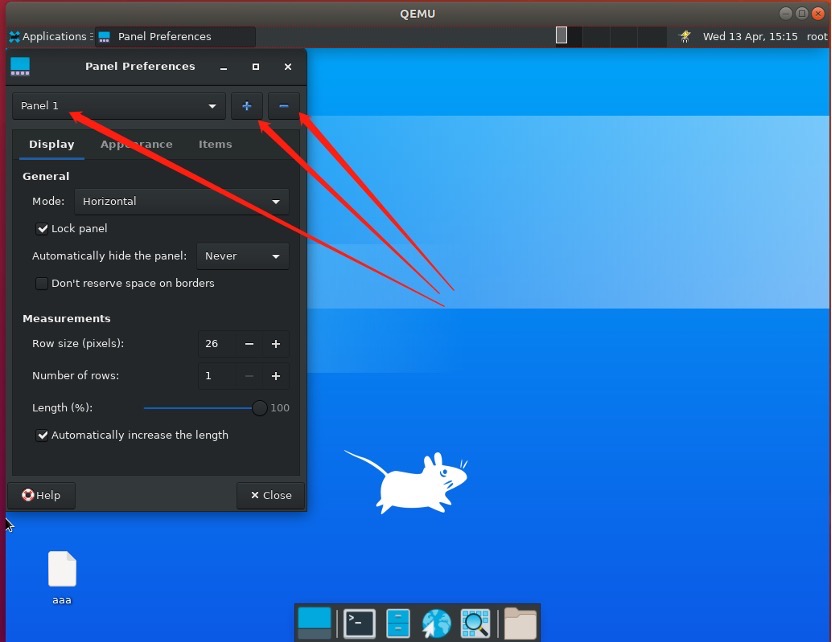 QEMU
Applications
Panel Preferences
Wed 13 Apr, 15:15
root
Panel Preferences
Panel 1
Display
Appearance
Items
General
Mode:
Horizontal
Lock panel
Automatically hide the panel:
Never
Don't reserve space on borders
Measurements
Row size (pixels):
26
Number of rows:
1
Length (%):
100
Automatically increase the length
Help
Close
aaa